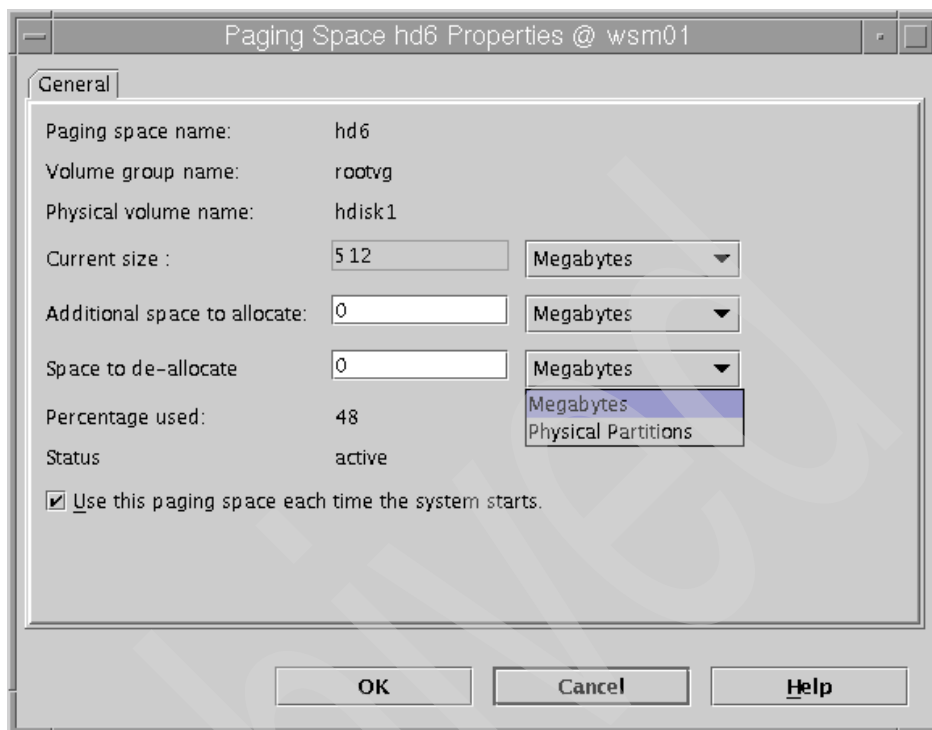 Paging Space hd6 Properties @ wsm01
General
Paging space name: hd6
Volume group name: rootvg
Physical volume name: hdisk1
Current size : 512 Megabytes
Additional space to allocate: 0 Megabytes
Space to de-allocate 0 Megabytes
Megabytes
Physical Partitions
Percentage used: 48
Status active
Use this paging space each time the system starts.
OK Cancel Help